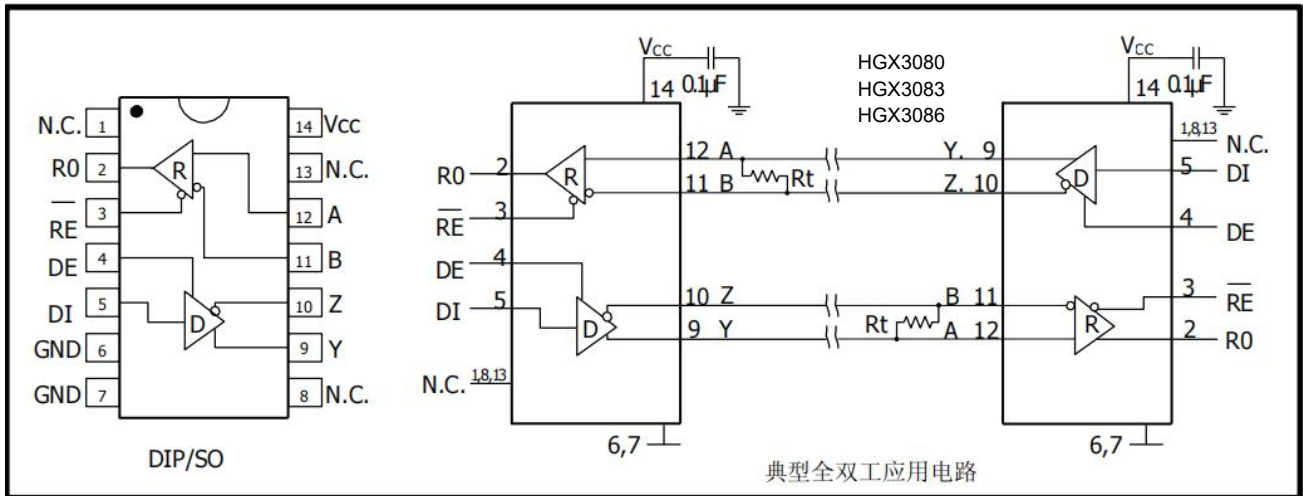 N.C. 1
R0 2
RE 3
DE 4
DI 5
GND 6
GND 7
14 Vcc
13 N.C.
12 A
11 B
10 Z
9 Y
8 N.C.
R
D
DIP/SO
Vcc
14 0.1µF
R0 2
RE 3
DE 4
DI 5
N.C. 1,8,13
R
D
12 A
11 B
Rt
10 Z
9 Y
6,7
HGX3080
HGX3083
HGX3086
Y. 9
Z. 10
B 11
Rt
A 12
Vcc
14 0.1µF
1,8,13 N.C.
D
5 DI
4 DE
R
3 RE
2 R0
6,7
典型全双工应用电路